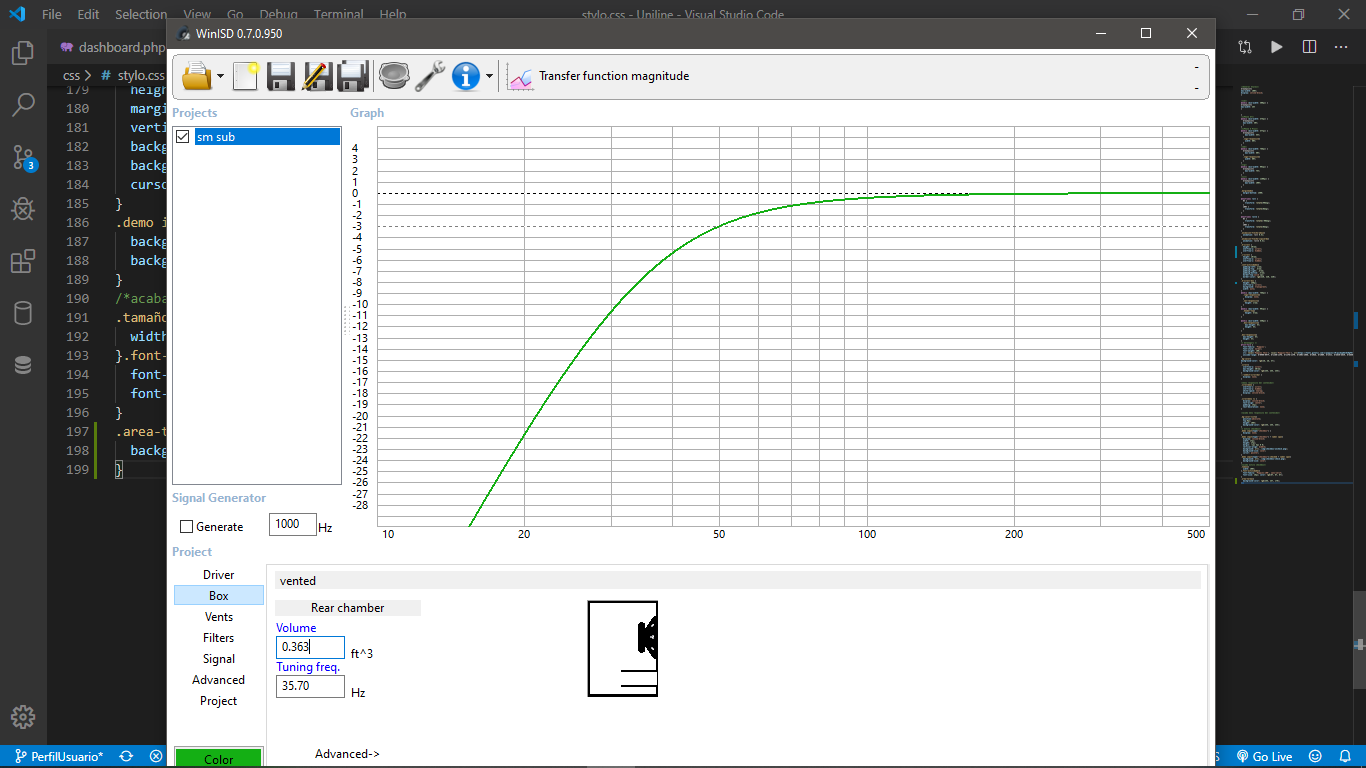 File Edit Selection View Go Debug Terminal Help stylo.css - Uniline - Visual Studio Code
WinISD 0.7.0.950
dashboard.php
css > # stylo.css
Transfer function magnitude
-
-
Projects
Graph
sm sub
179 heigh
180 margi
181 verti
182 backg
183 backg
184 curso
185 }
186 .demo i
187 backg
188 backg
189 }
190 /*acaba
191 .tamaño
192 width
193 }.font-
194 font-
195 font-
196 }
197 .area-t
198 backg
199 }
3
4
3
2
1
0
-1
-2
-3
-4
-5
-6
-7
-8
-9
-10
-11
-12
-13
-14
-15
-16
-17
-18
-19
-20
-21
-22
-23
-24
-25
-26
-27
-28
10 20 50 100 200 500
Signal Generator
Generate 1000 Hz
Project
Driver
Box
Vents
Filters
Signal
Advanced
Project
Color
vented
Rear chamber
Volume
0.363 ft^3
Tuning freq.
35.70 Hz
Advanced->
PerfilUsuario*
S Go Live